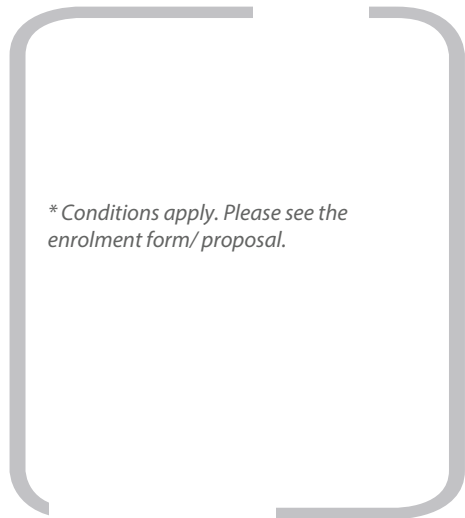 * Conditions apply. Please see the
enrolment form/ proposal.